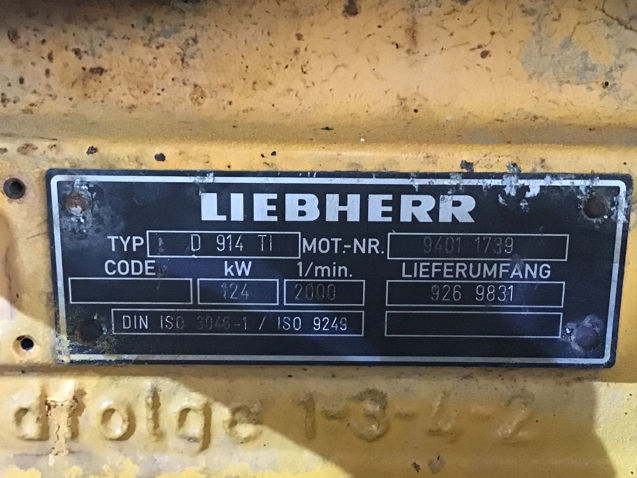 LIEBHERR
TYP D 914 TI MOT.-NR. 9401 1739
CODE kW 1/min. LIEFERUMFANG
124 2000 926 9831
DIN ISO 3046-1 / ISO 9249
dfolge 1-3-4-2